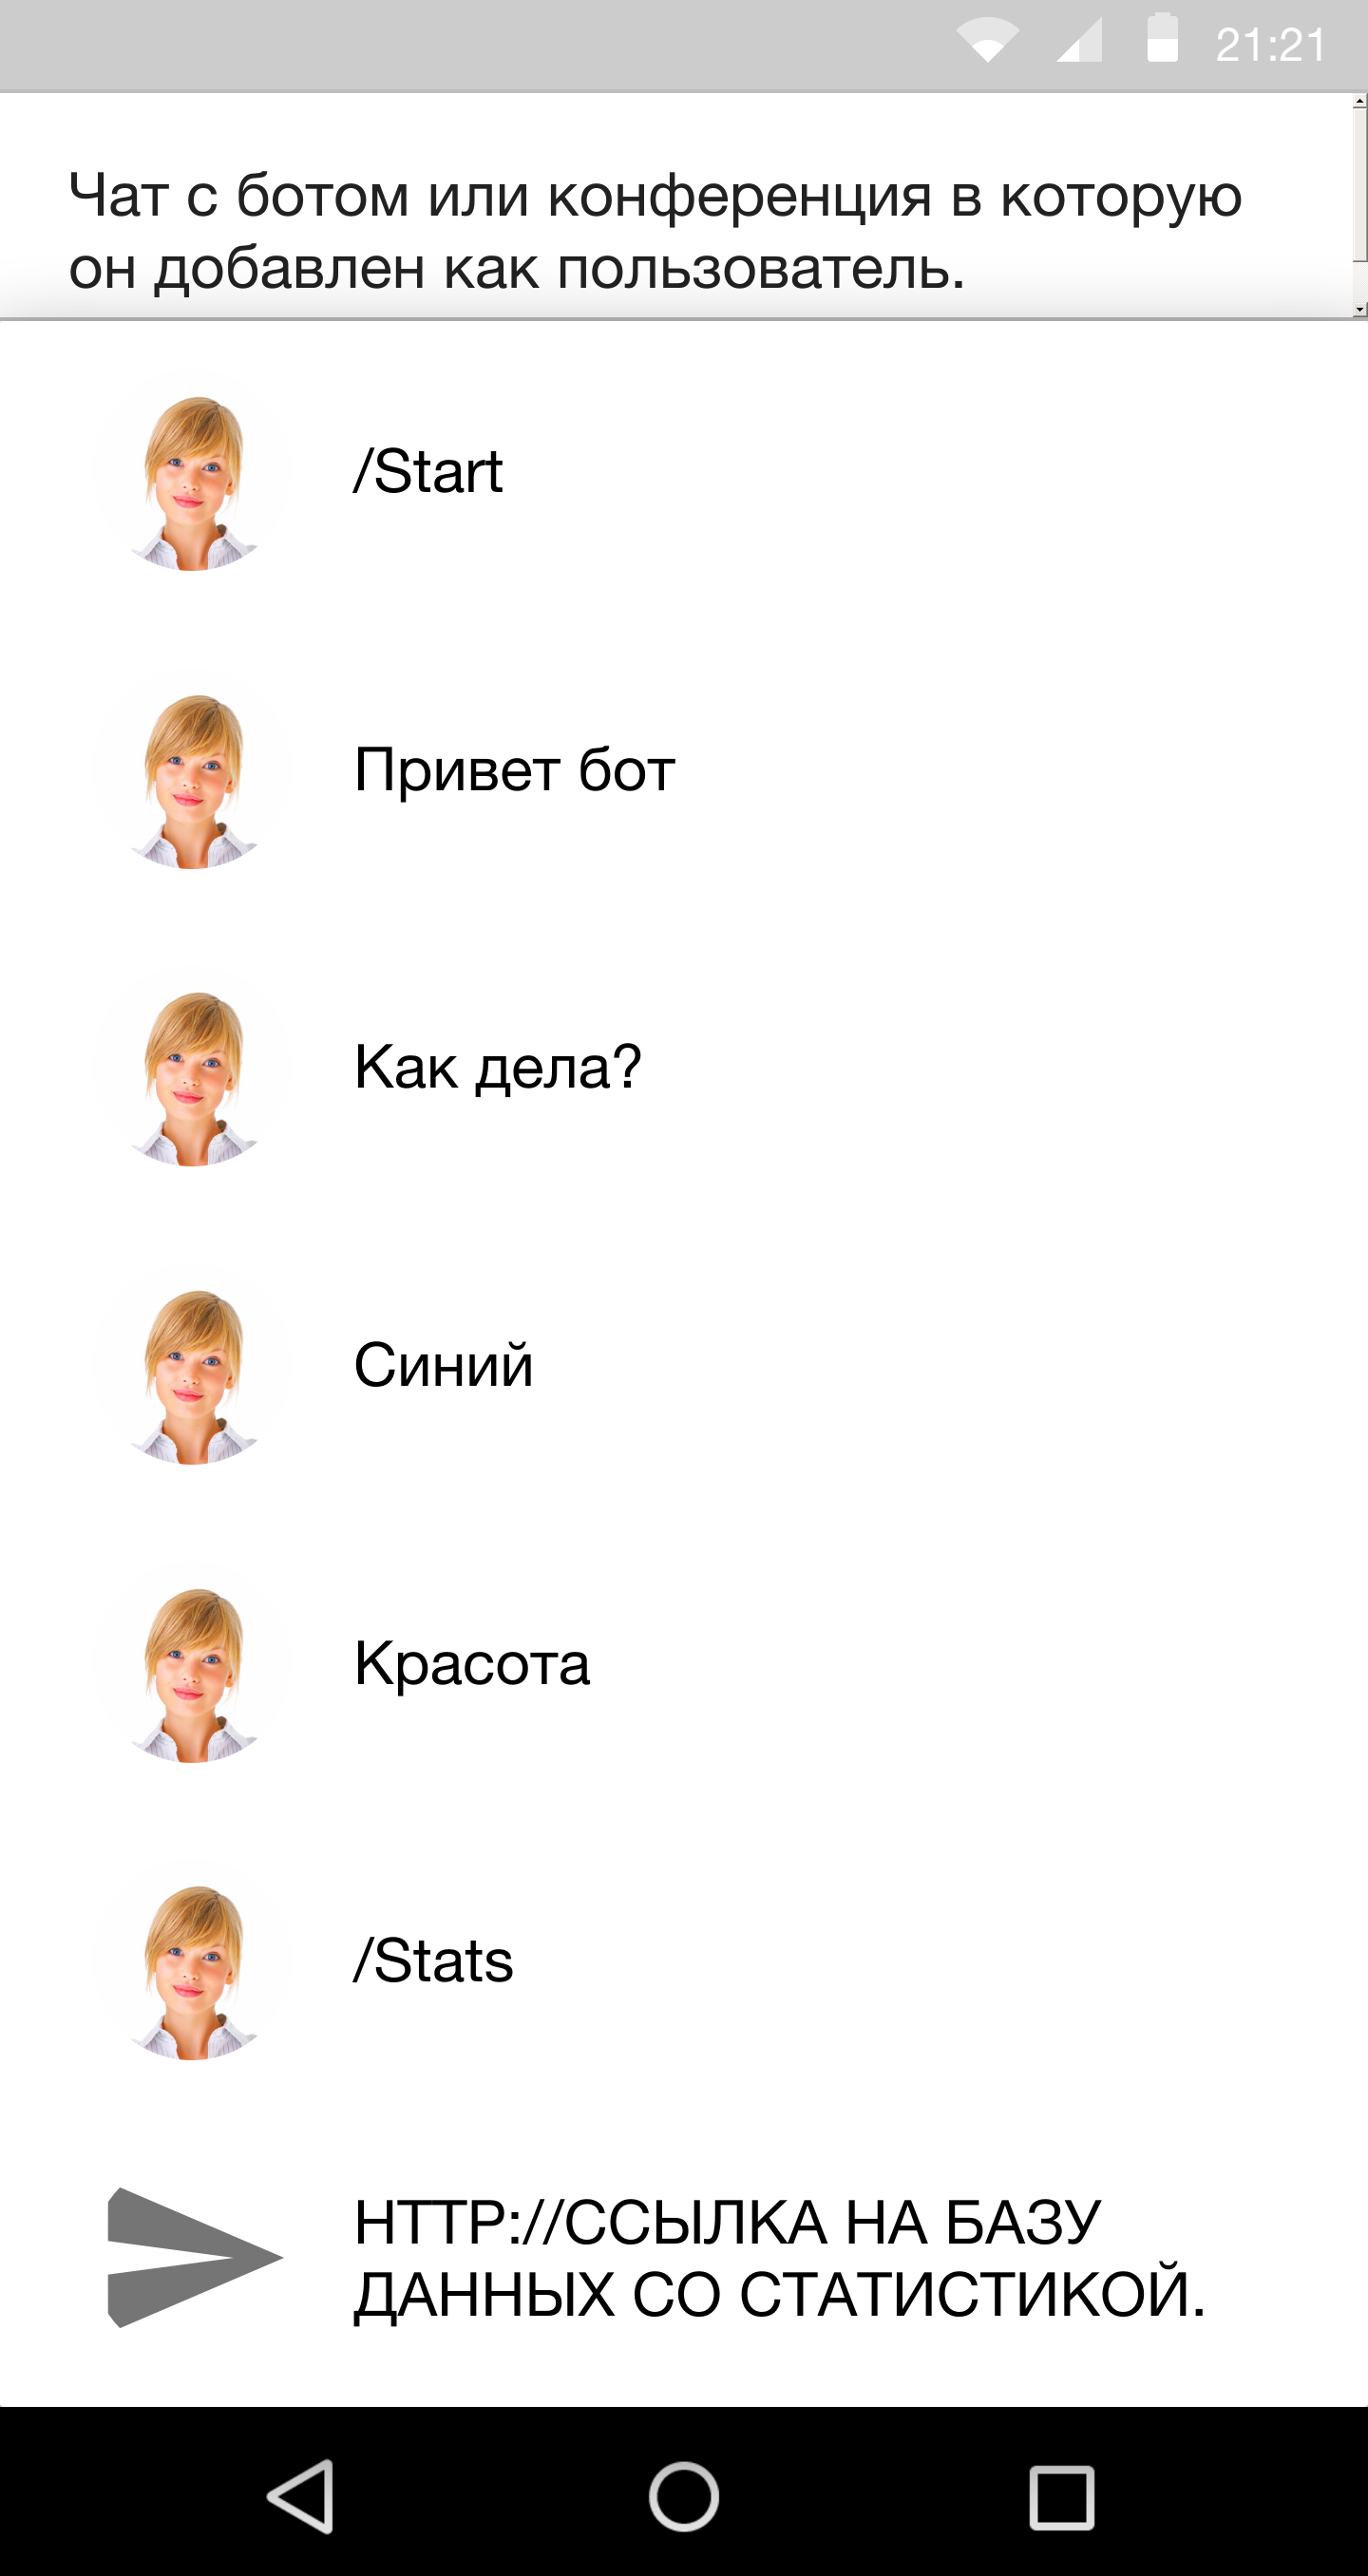 21:21
Чат с ботом или конференция в которую
он добавлен как пользователь.
/Start
Привет бот
Как дела?
Синий
Красота
/Stats
HTTP://ССЫЛКА НА БАЗУ
ДАННЫХ СО СТАТИСТИКОЙ.